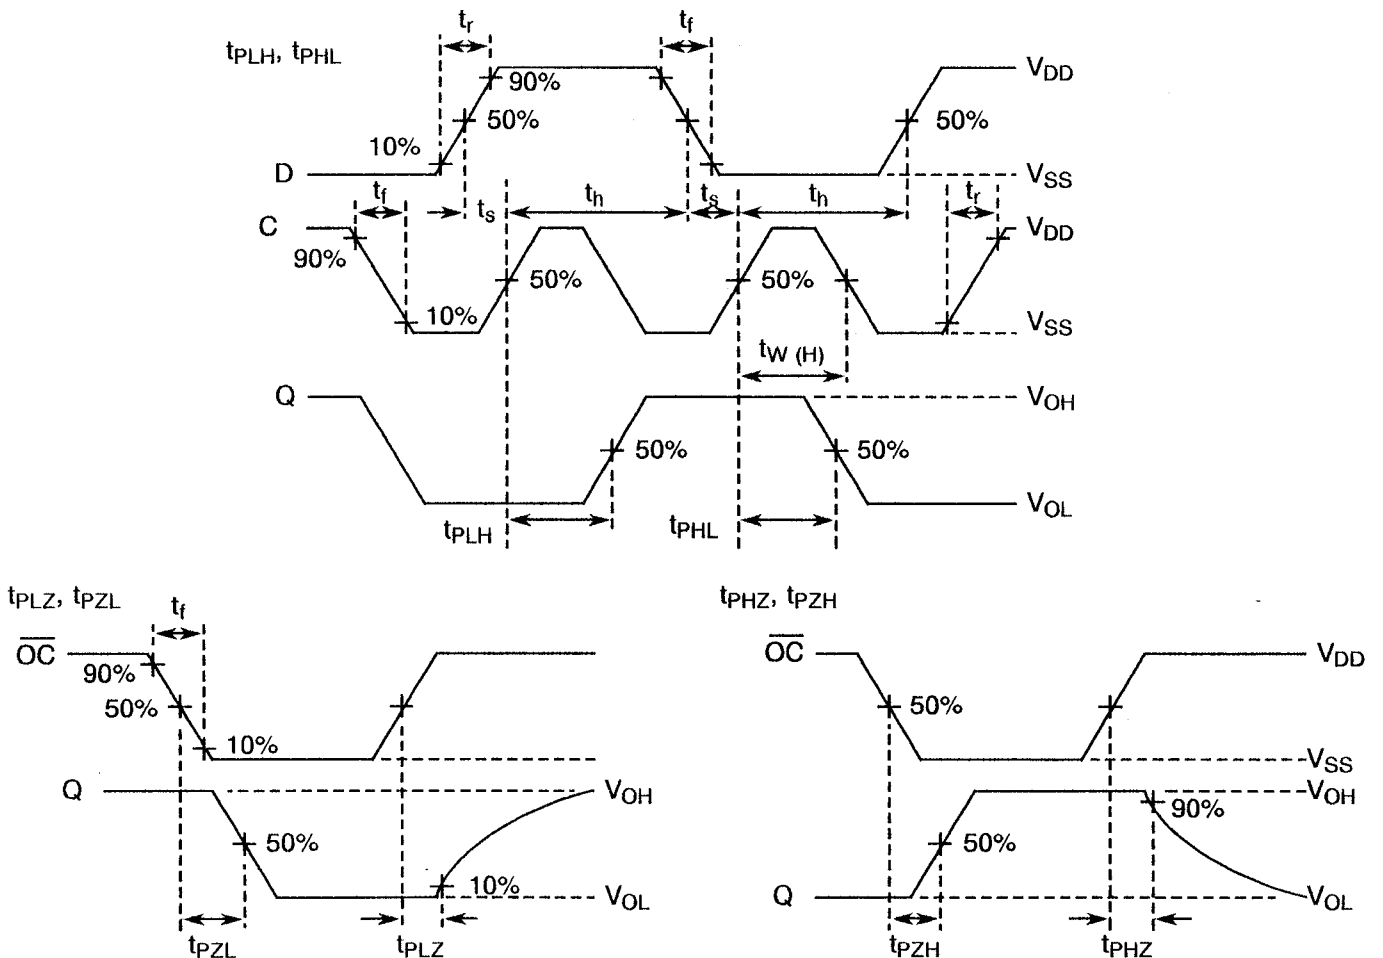 tPLH, tPHL
tr
tf
VDD
90%
50%
50%
10%
D
VSS
tf
ts
th
ts
th
tr
C
VDD
90%
50%
50%
10%
VSS
tW (H)
Q
VOH
50%
50%
VOL
tPLH
tPHL
tPLZ, tPZL
tf
OC
90%
50%
10%
Q
VOH
50%
10%
VOL
tPZL
tPLZ
tPHZ, tPZH
OC
VDD
50%
VSS
VOH
90%
50%
Q
VOL
tPZH
tPHZ